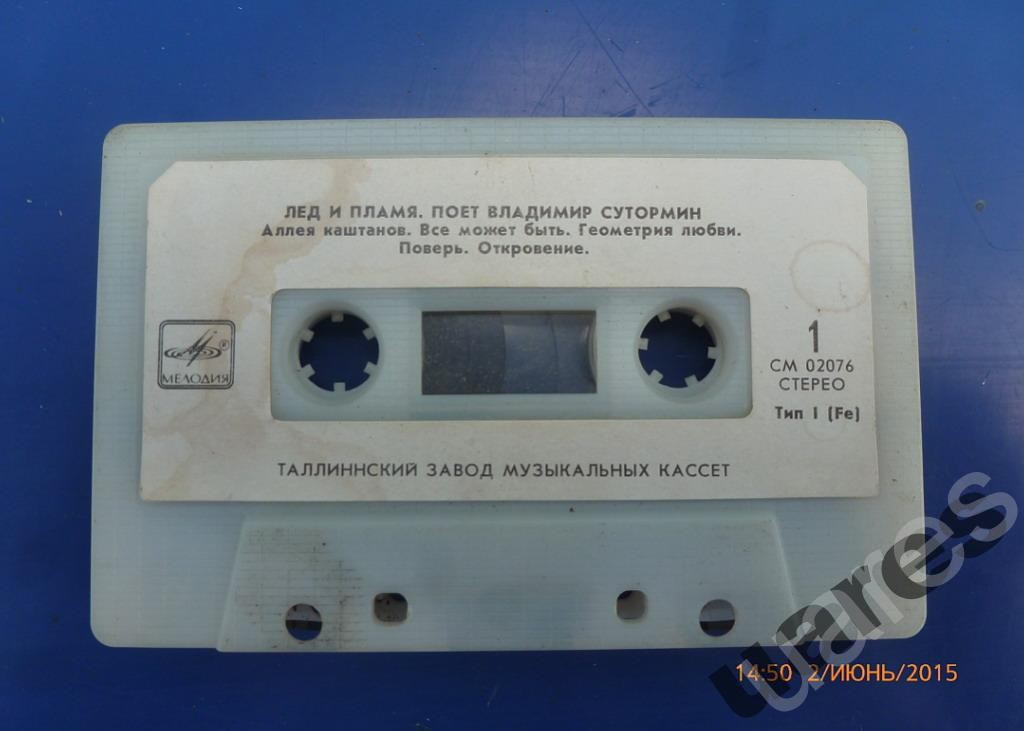 ЛЕД И ПЛАМЯ. ПОЕТ ВЛАДИМИР СУТОРМИН
Аллея каштанов. Все может быть. Геометрия любви.
Поверь. Откровение.
МЕЛОДИЯ
1
СМ 02076
СТЕРЕО
Тип I (Fe)
ТАЛЛИННСКИЙ ЗАВОД МУЗЫКАЛЬНЫХ КАССЕТ
uares
14:50 2/ИЮНЬ/2015